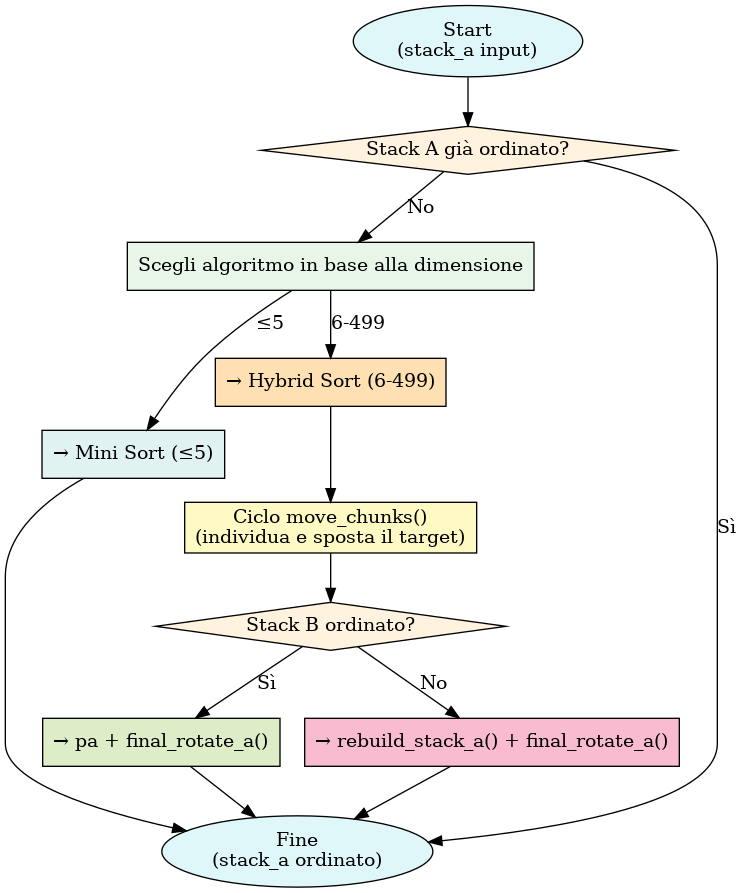 Start
(stack_a input)
Stack A già ordinato?
No
Scegli algoritmo in base alla dimensione
≤5
6-499
→ Hybrid Sort (6-499)
→ Mini Sort (≤5)
Ciclo move_chunks()
(individua e sposta il target)
Sì
Stack B ordinato?
Sì
No
→ pa + final_rotate_a()
→ rebuild_stack_a() + final_rotate_a()
Fine
(stack_a ordinato)